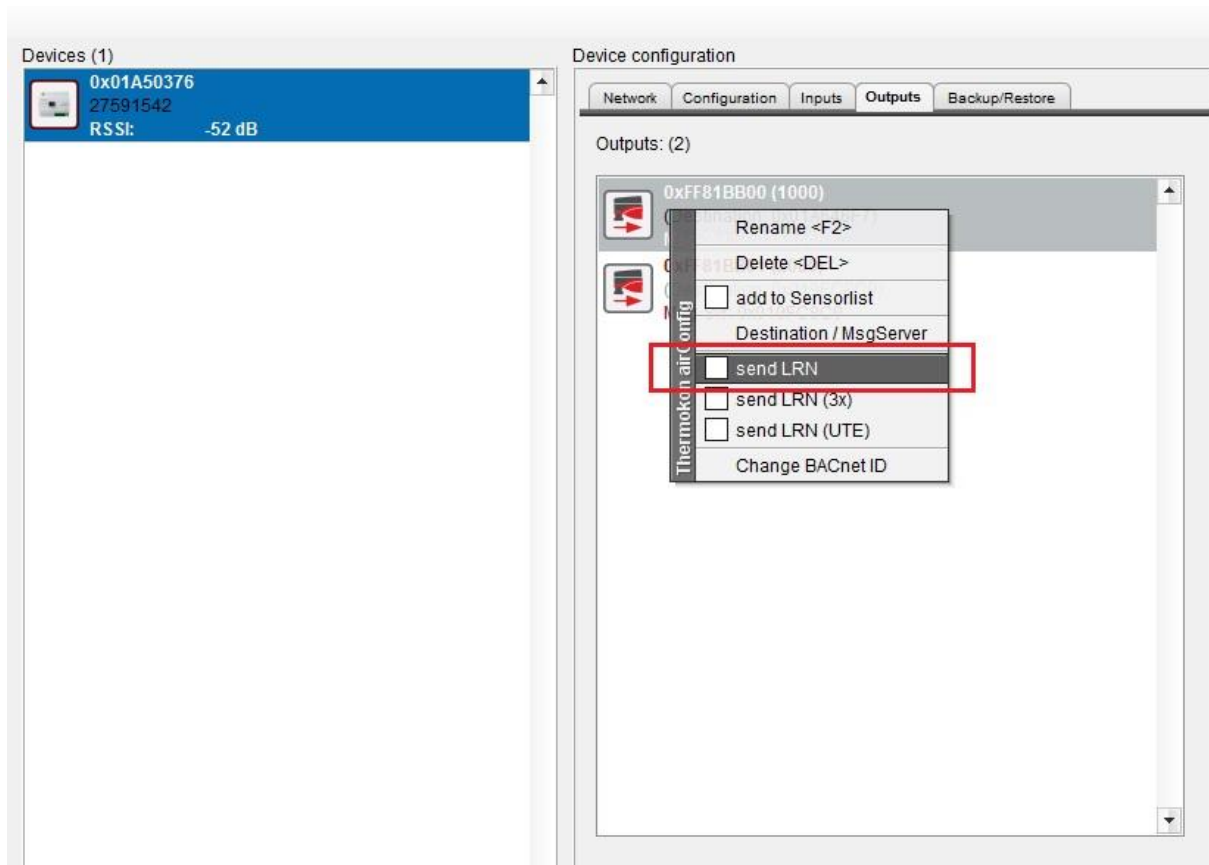 Devices (1)
0x01A50376
27591542
RSSI: -52 dB
Device configuration
Network Configuration Inputs Outputs Backup/Restore
Outputs: (2)
0xFF81BB00 (1000)
Thermokon airConfig
Rename <F2>
Delete <DEL>
add to Sensorlist
Destination / MsgServer
send LRN
send LRN (3x)
send LRN (UTE)
Change BACnet ID